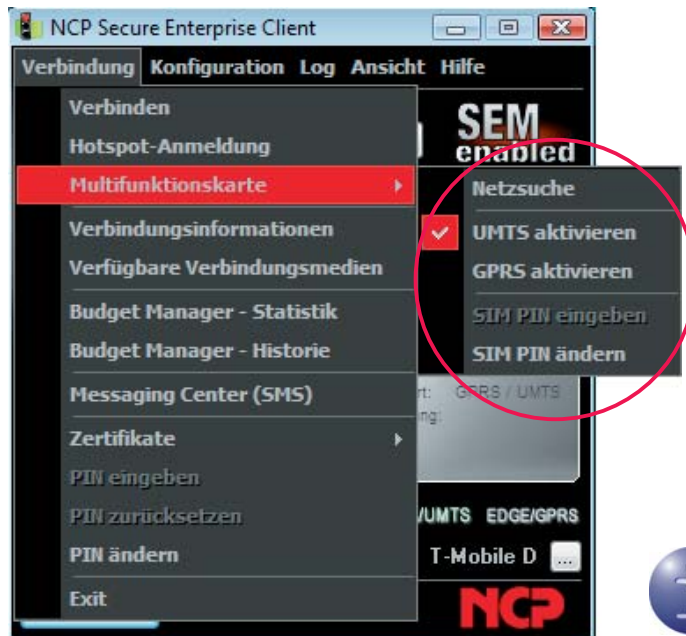 NCP Secure Enterprise Client
Verbindung Konfiguration Log Ansicht Hilfe
Verbinden
Hotspot-Anmeldung
SEM
enabled
Multifunktionskarte
Netzsuche
Verbindungsinformationen
UMTS aktivieren
Verfügbare Verbindungsmedien
GPRS aktivieren
Budget Manager - Statistik
SIM PIN eingeben
Budget Manager - Historie
SIM PIN ändern
Messaging Center (SMS)
rt: GPRS / UMTS
ng:
Zertifikate
PIN eingeben
PIN zurücksetzen
/UMTS EDGE/GPRS
PIN ändern
T-Mobile D ...
Exit
NCP